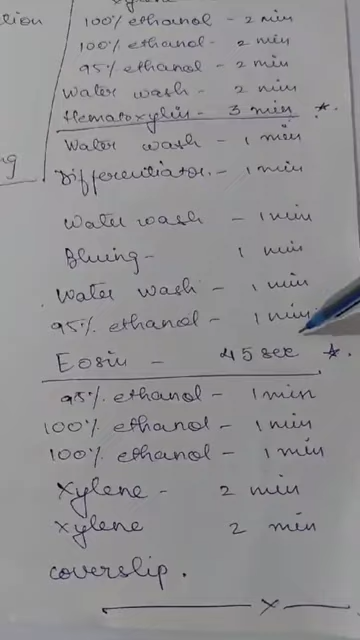 100% ethanol - 2 min
100% ethanol - 2 min
95% ethanol - 2 min
Water wash - 2 min
Hematoxylin - 3 min *
Water wash - 1 min
Differentiator - 1 min
Water wash - 1 min
Bluing - 1 min
Water wash - 1 min
95% ethanol - 1 min
Eosin - 45 sec *
95% ethanol - 1 min
100% ethanol - 1 min
100% ethanol - 1 min
Xylene - 2 min
Xylene 2 min
coverslip.
x